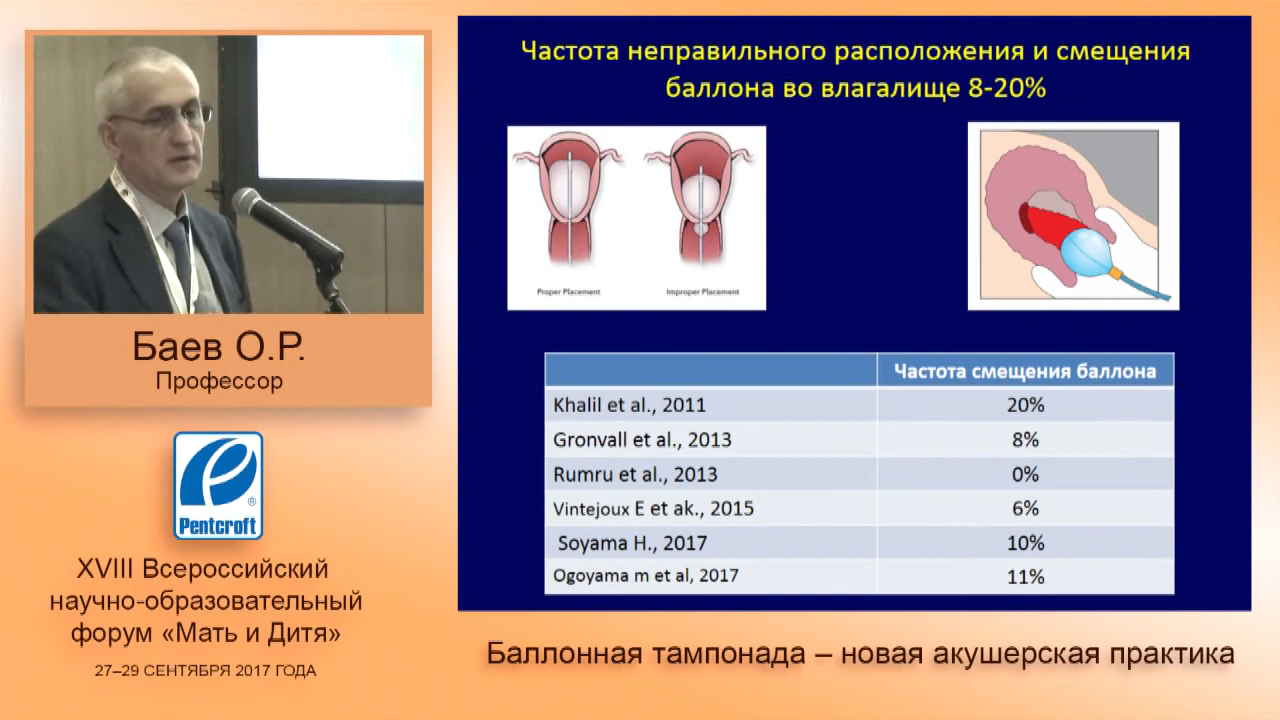 Баев О.Р.
Профессор
Pentcroft
®
XVIII Всероссийский
научно-образовательный
форум «Мать и Дитя»
27–29 СЕНТЯБРЯ 2017 ГОДА
Частота неправильного расположения и смещения
баллона во влагалище 8-20%
Proper Placement
Improper Placement
Частота смещения баллона
Khalil et al., 2011 20%
Gronvall et al., 2013 8%
Rumru et al., 2013 0%
Vintejoux E et ak., 2015 6%
Soyama H., 2017 10%
Ogoyama m et al, 2017 11%
Баллонная тампонада – новая акушерская практика